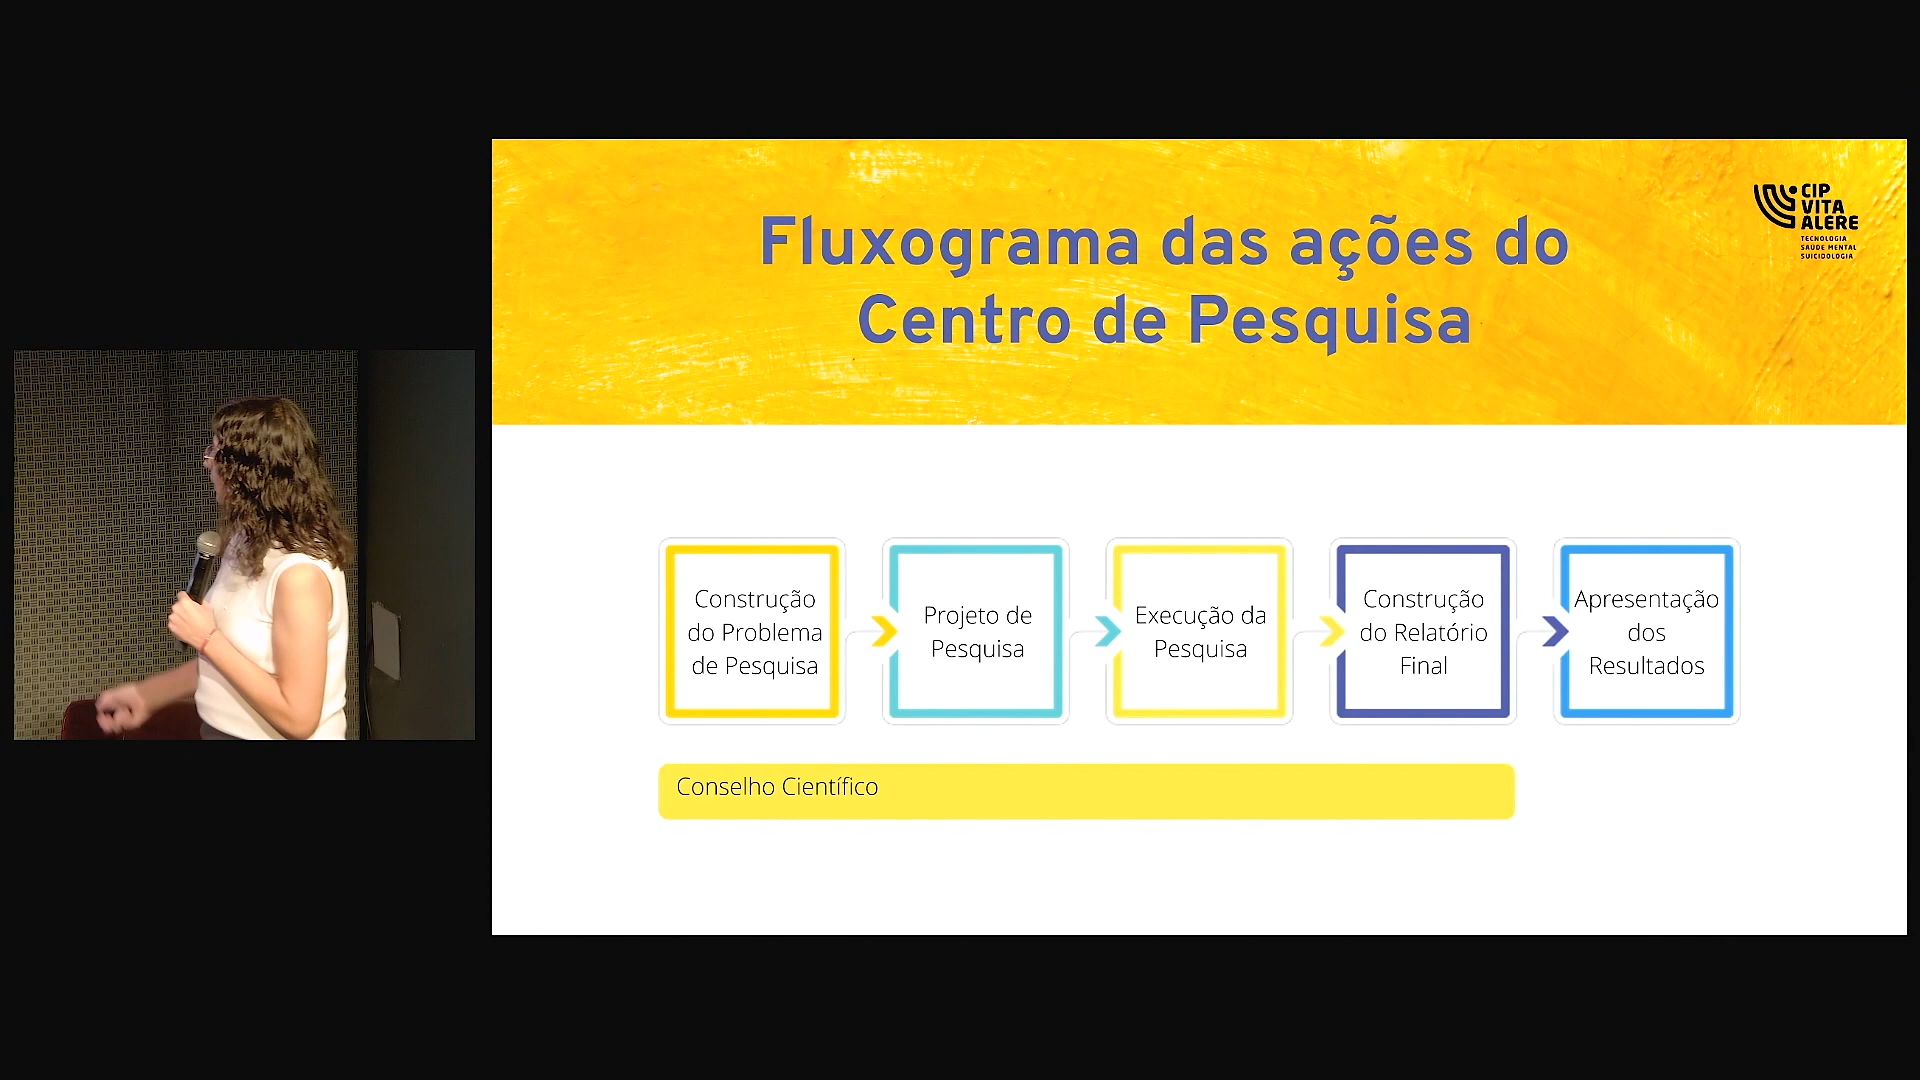 Fluxograma das ações do
Centro de Pesquisa
CIP
VITA
ALERE
TECNOLOGIA
SAÚDE MENTAL
SUICIDOLOGIA
Construção
do Problema
de Pesquisa
Projeto de
Pesquisa
Execução da
Pesquisa
Construção
do Relatório
Final
Apresentação
dos
Resultados
Conselho Científico